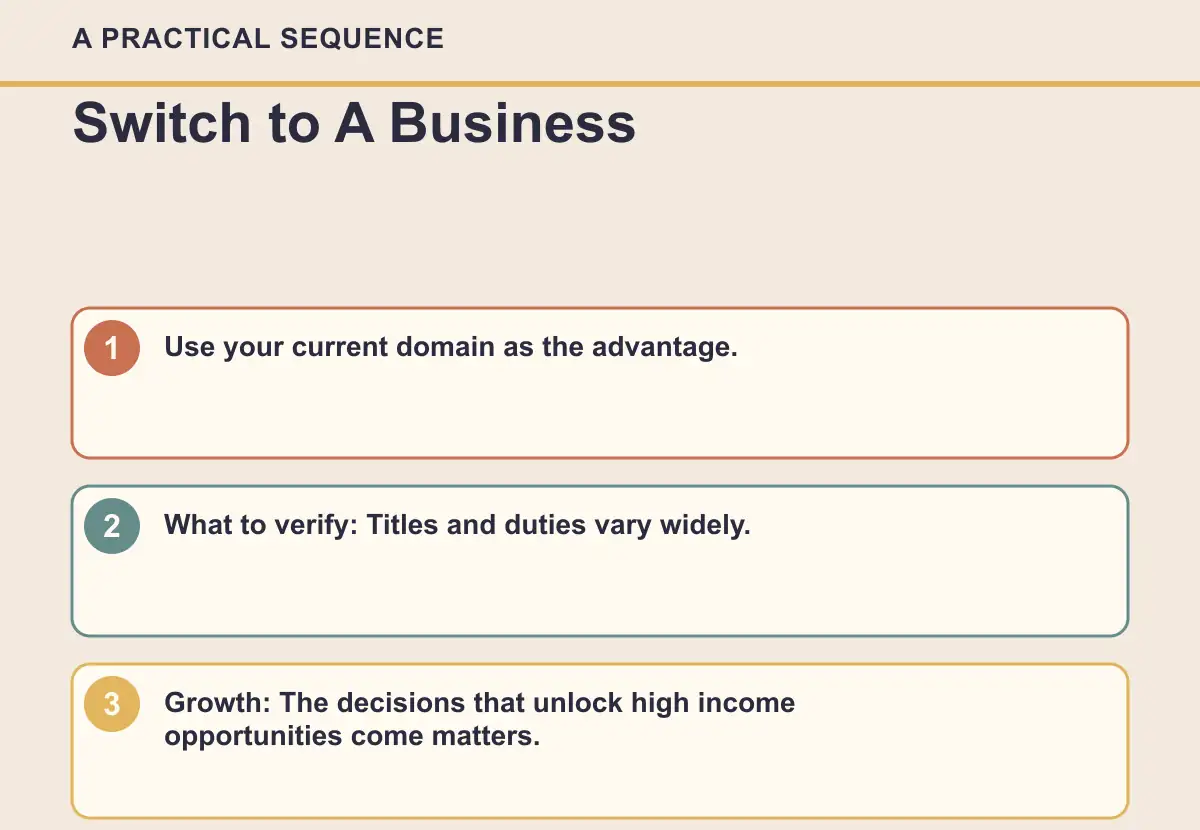 A PRACTICAL SEQUENCE
Switch to A Business
1
Use your current domain as the advantage.
2
What to verify: Titles and duties vary widely.
3
Growth: The decisions that unlock high income
opportunities come matters.